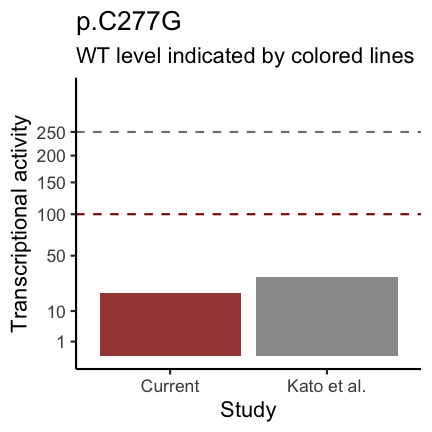 p.C277G
WT level indicated by colored lines
Transcriptional activity
250
200
150
100
50
10
1
Current
Kato et al.
Study